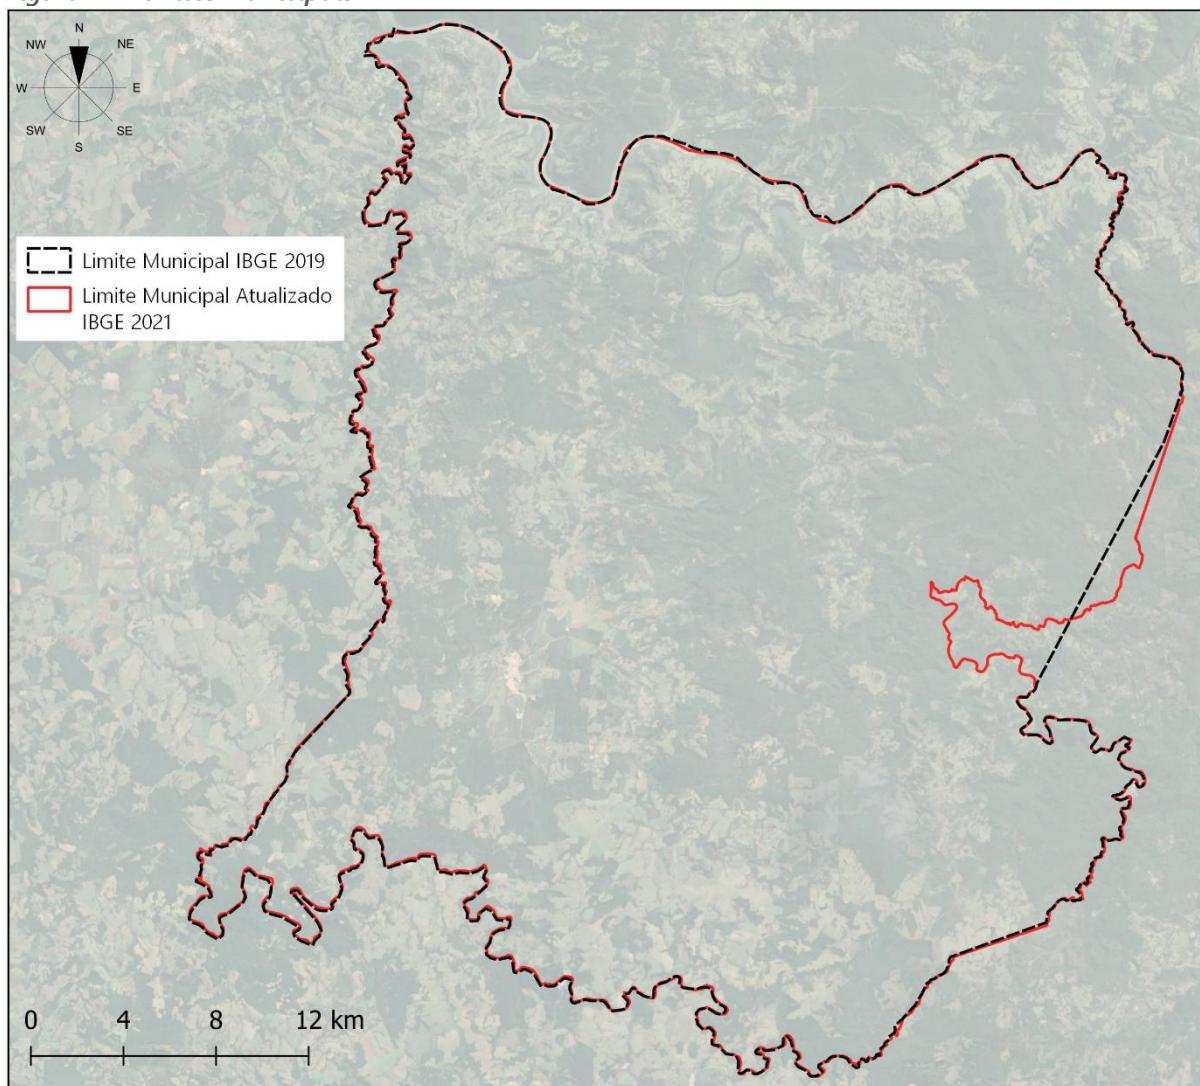 N
NW
NE
W
E
SW
SE
S
Limite Municipal IBGE 2019
Limite Municipal Atualizado
IBGE 2021
0 4 8 12 km